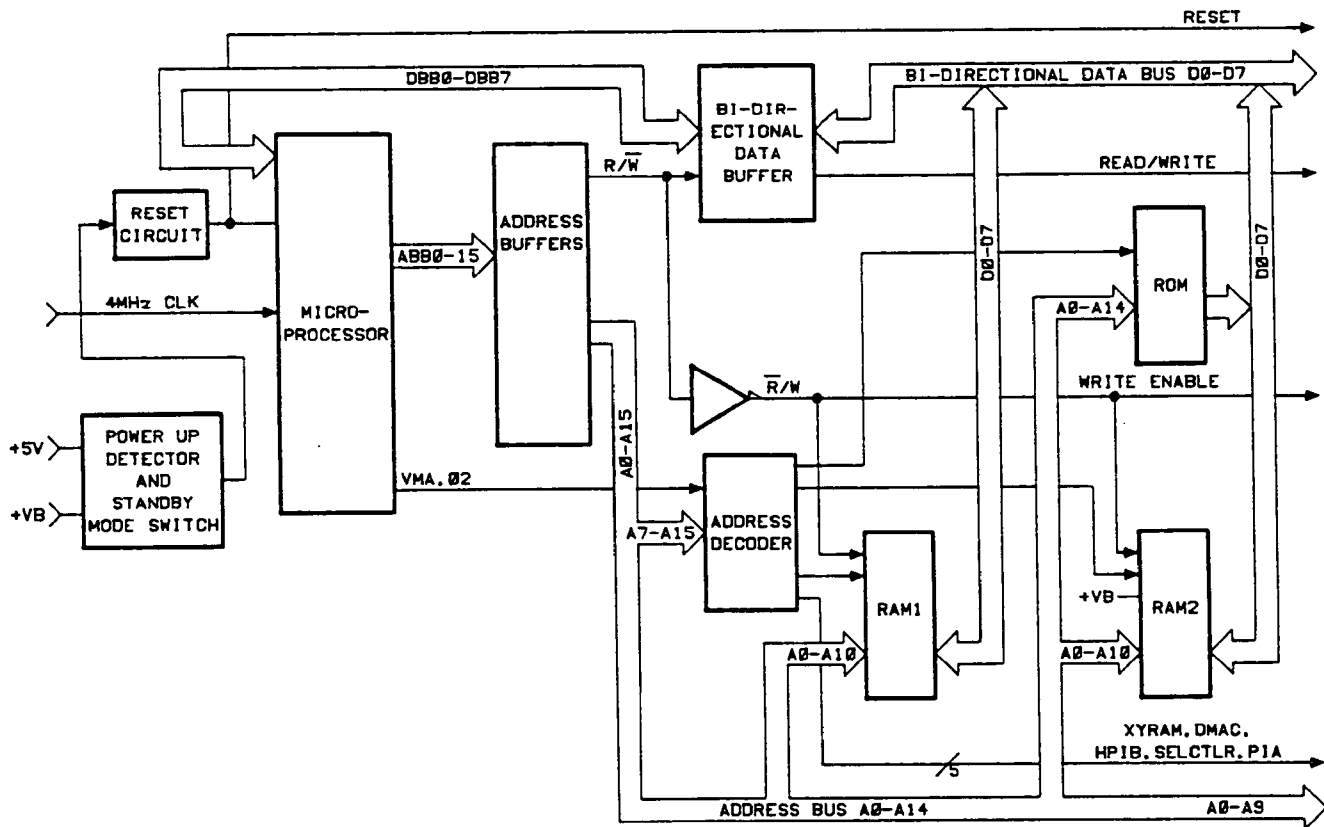 RESET
DBB0-DBB7
BI-DIRECTIONAL DATA BUS D0-D7
BI-DIR-
ECTIONAL
DATA
BUFFER
R/W̅
READ/WRITE
RESET
CIRCUIT
ADDRESS
BUFFERS
ABB0-15
D0-D7
D0-D7
ROM
4MHz CLK
MICRO-
PROCESSOR
A0-A14
R̅/W
WRITE ENABLE
POWER UP
DETECTOR
AND
STANDBY
MODE SWITCH
+5V
+VB
A0-A15
VMA.02
A7-A15
ADDRESS
DECODER
RAM1
+VB
RAM2
A0-A10
A0-A10
XYRAM.DMAC.
HPIB.SELCTLR.PIA
5
ADDRESS BUS A0-A14
A0-A9